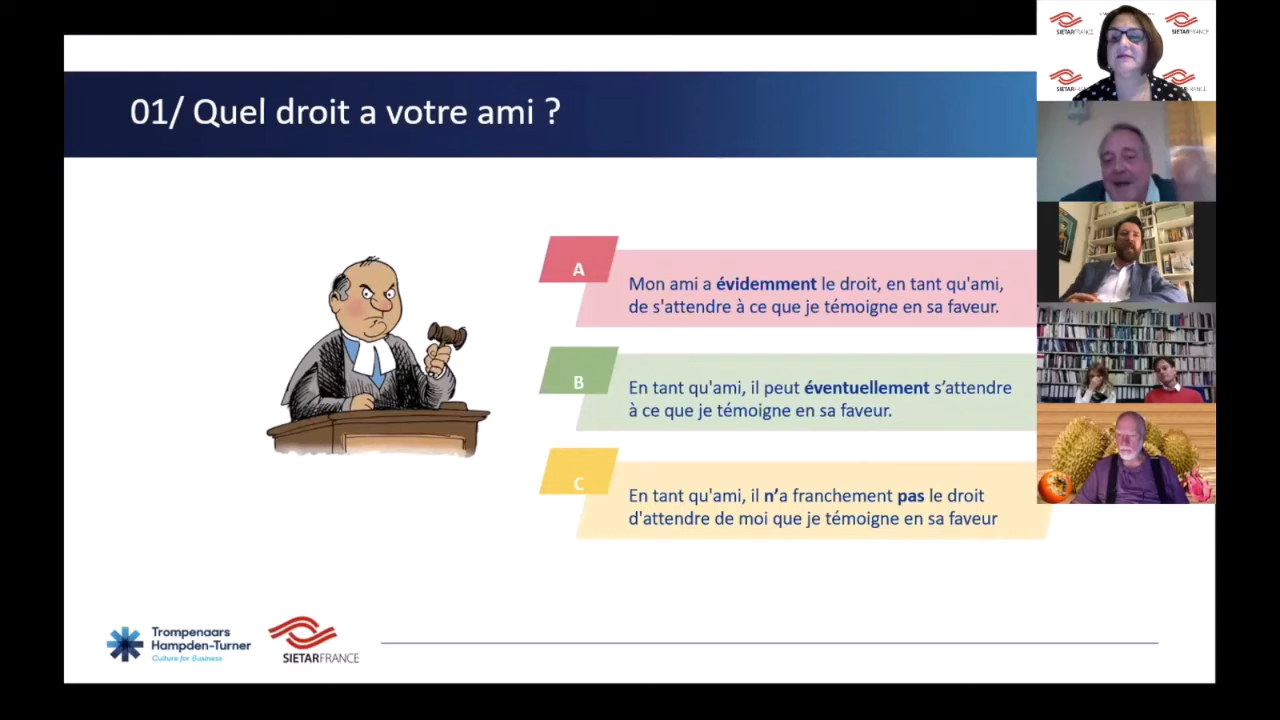 01/ Quel droit a votre ami ?
A
Mon ami a évidemment le droit, en tant qu'ami,
de s'attendre à ce que je témoigne en sa faveur.
B
En tant qu'ami, il peut éventuellement s’attendre
à ce que je témoigne en sa faveur.
C
En tant qu'ami, il n’a franchement pas le droit
d'attendre de moi que je témoigne en sa faveur
Trompenaars
Hampden-Turner
Culture for Business
SIETARFRANCE
SIETARFRANCE
SIETARFRANCE